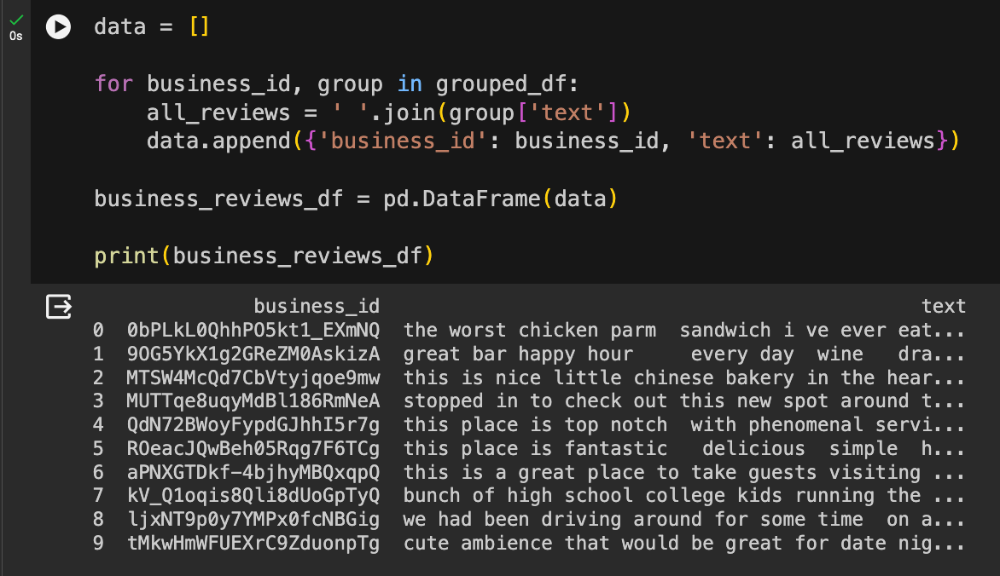 0s
data = []
for business_id, group in grouped_df:
    all_reviews = ' '.join(group['text'])
    data.append({'business_id': business_id, 'text': all_reviews})
business_reviews_df = pd.DataFrame(data)
print(business_reviews_df)
business_id text
0 0bPLkL0QhhPO5kt1_EXmNQ the worst chicken parm  sandwich i ve ever eat...
1 9OG5YkX1g2GReZM0AskizA great bar happy hour     every day  wine   dra...
2 MTSW4McQd7CbVtyjqoe9mw this is nice little chinese bakery in the hear...
3 MUTTqe8uqyMdBl186RmNeA stopped in to check out this new spot around t...
4 QdN72BWoyFypdGJhhI5r7g this place is top notch  with phenomenal servi...
5 ROeacJQwBeh05Rqg7F6TCg this place is fantastic   delicious  simple  h...
6 aPNXGTDkf-4bjhyMBQxqpQ this is a great place to take guests visiting ...
7 kV_Q1oqis8Qli8dUoGpTyQ bunch of high school college kids running the ...
8 ljxNT9p0y7YMPx0fcNBGig we had been driving around for some time  on a...
9 tMkwHmWFUEXrC9ZduonpTg cute ambience that would be great for date nig...